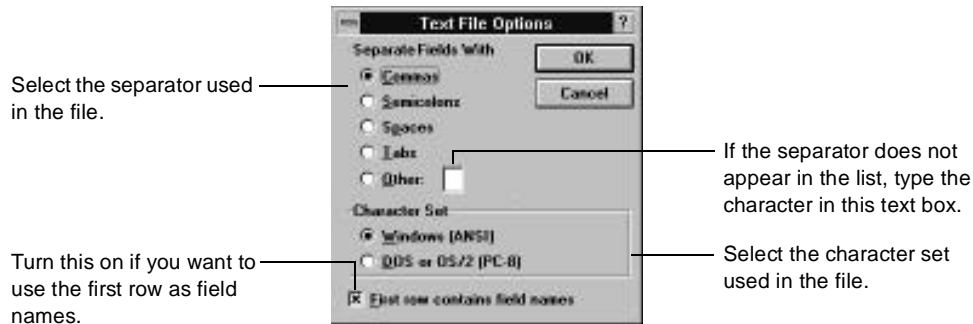 Text File Options ?
Separate Fields With
OK
Commas
Cancel
Semicolons
Spaces
Tabs
Other:
Character Set
Windows (ANSI)
DOS or OS/2 (PC-8)
First row contains field names
Select the separator used
in the file.
If the separator does not
appear in the list, type the
character in this text box.
Select the character set
used in the file.
Turn this on if you want to
use the first row as field
names.